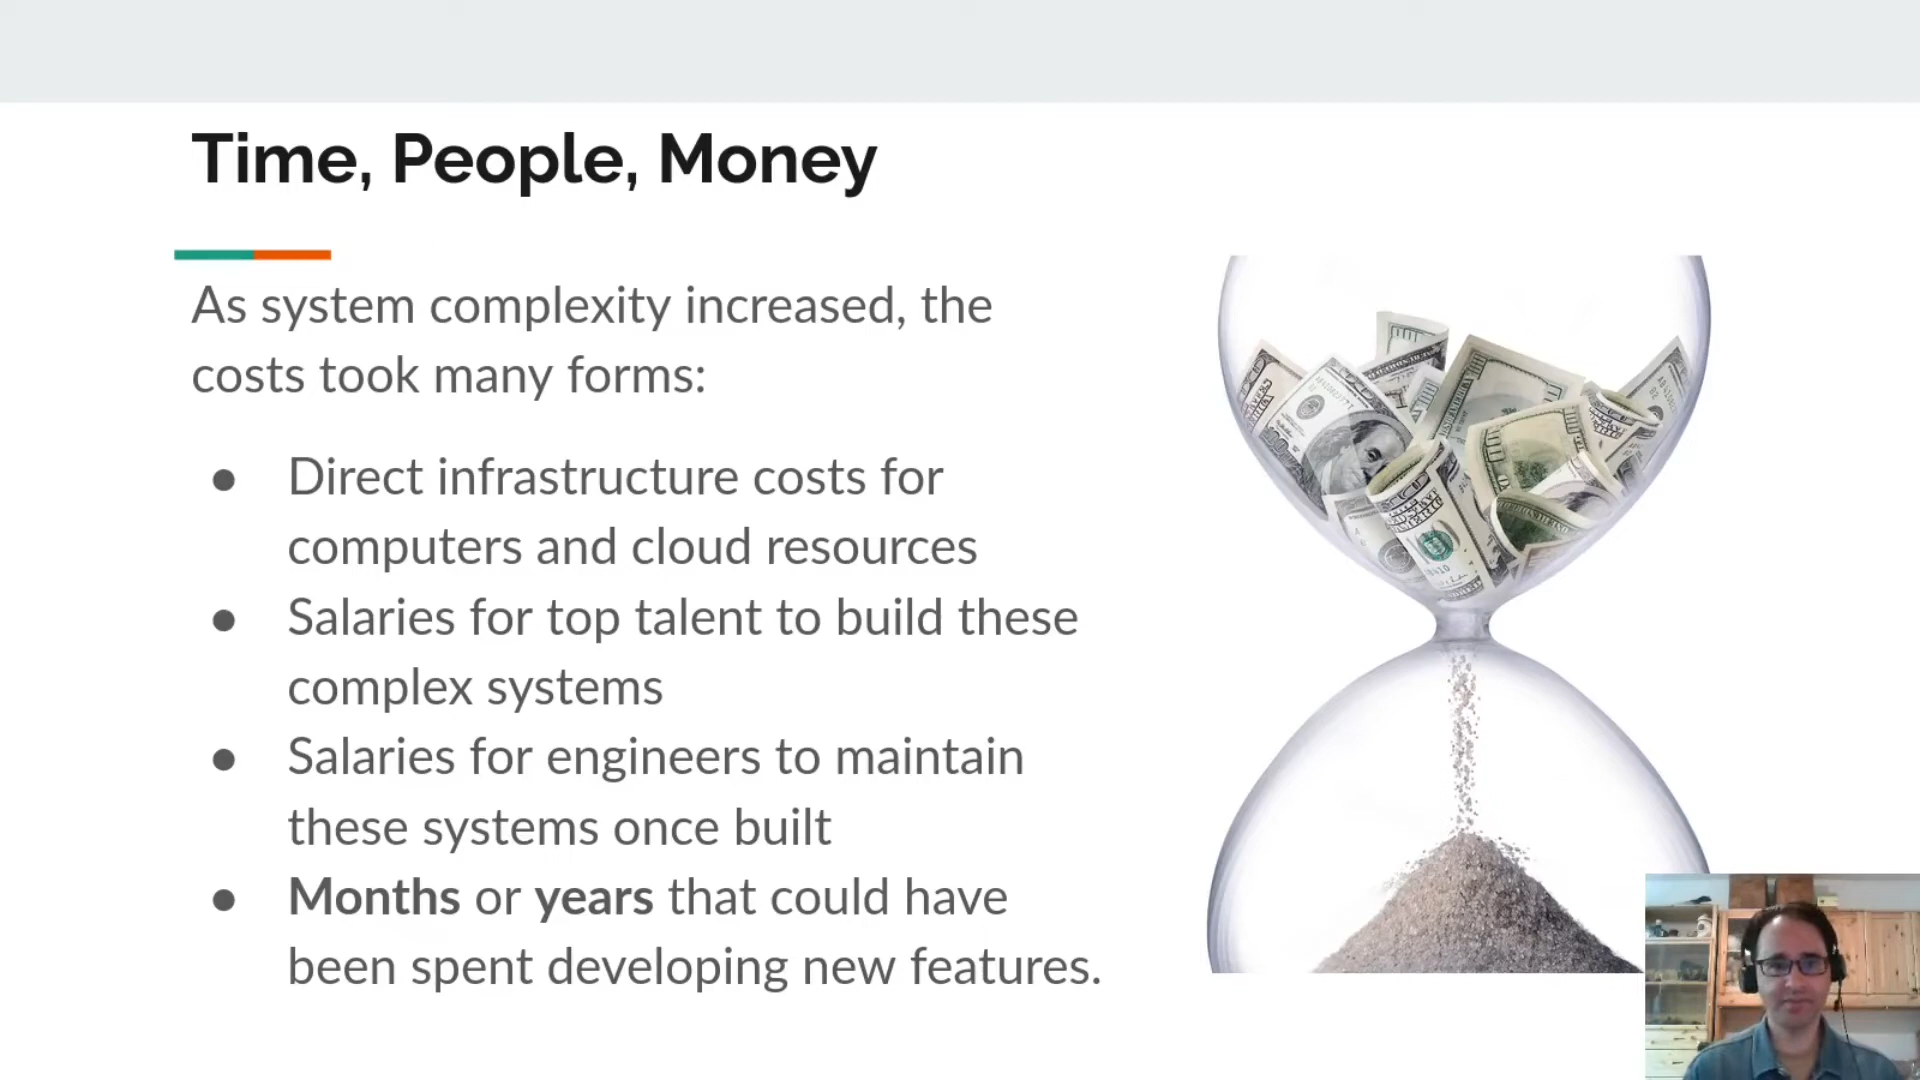 Time, People, Money
As system complexity increased, the
costs took many forms:
● Direct infrastructure costs for
computers and cloud resources
● Salaries for top talent to build these
complex systems
● Salaries for engineers to maintain
these systems once built
● Months or years that could have
been spent developing new features.